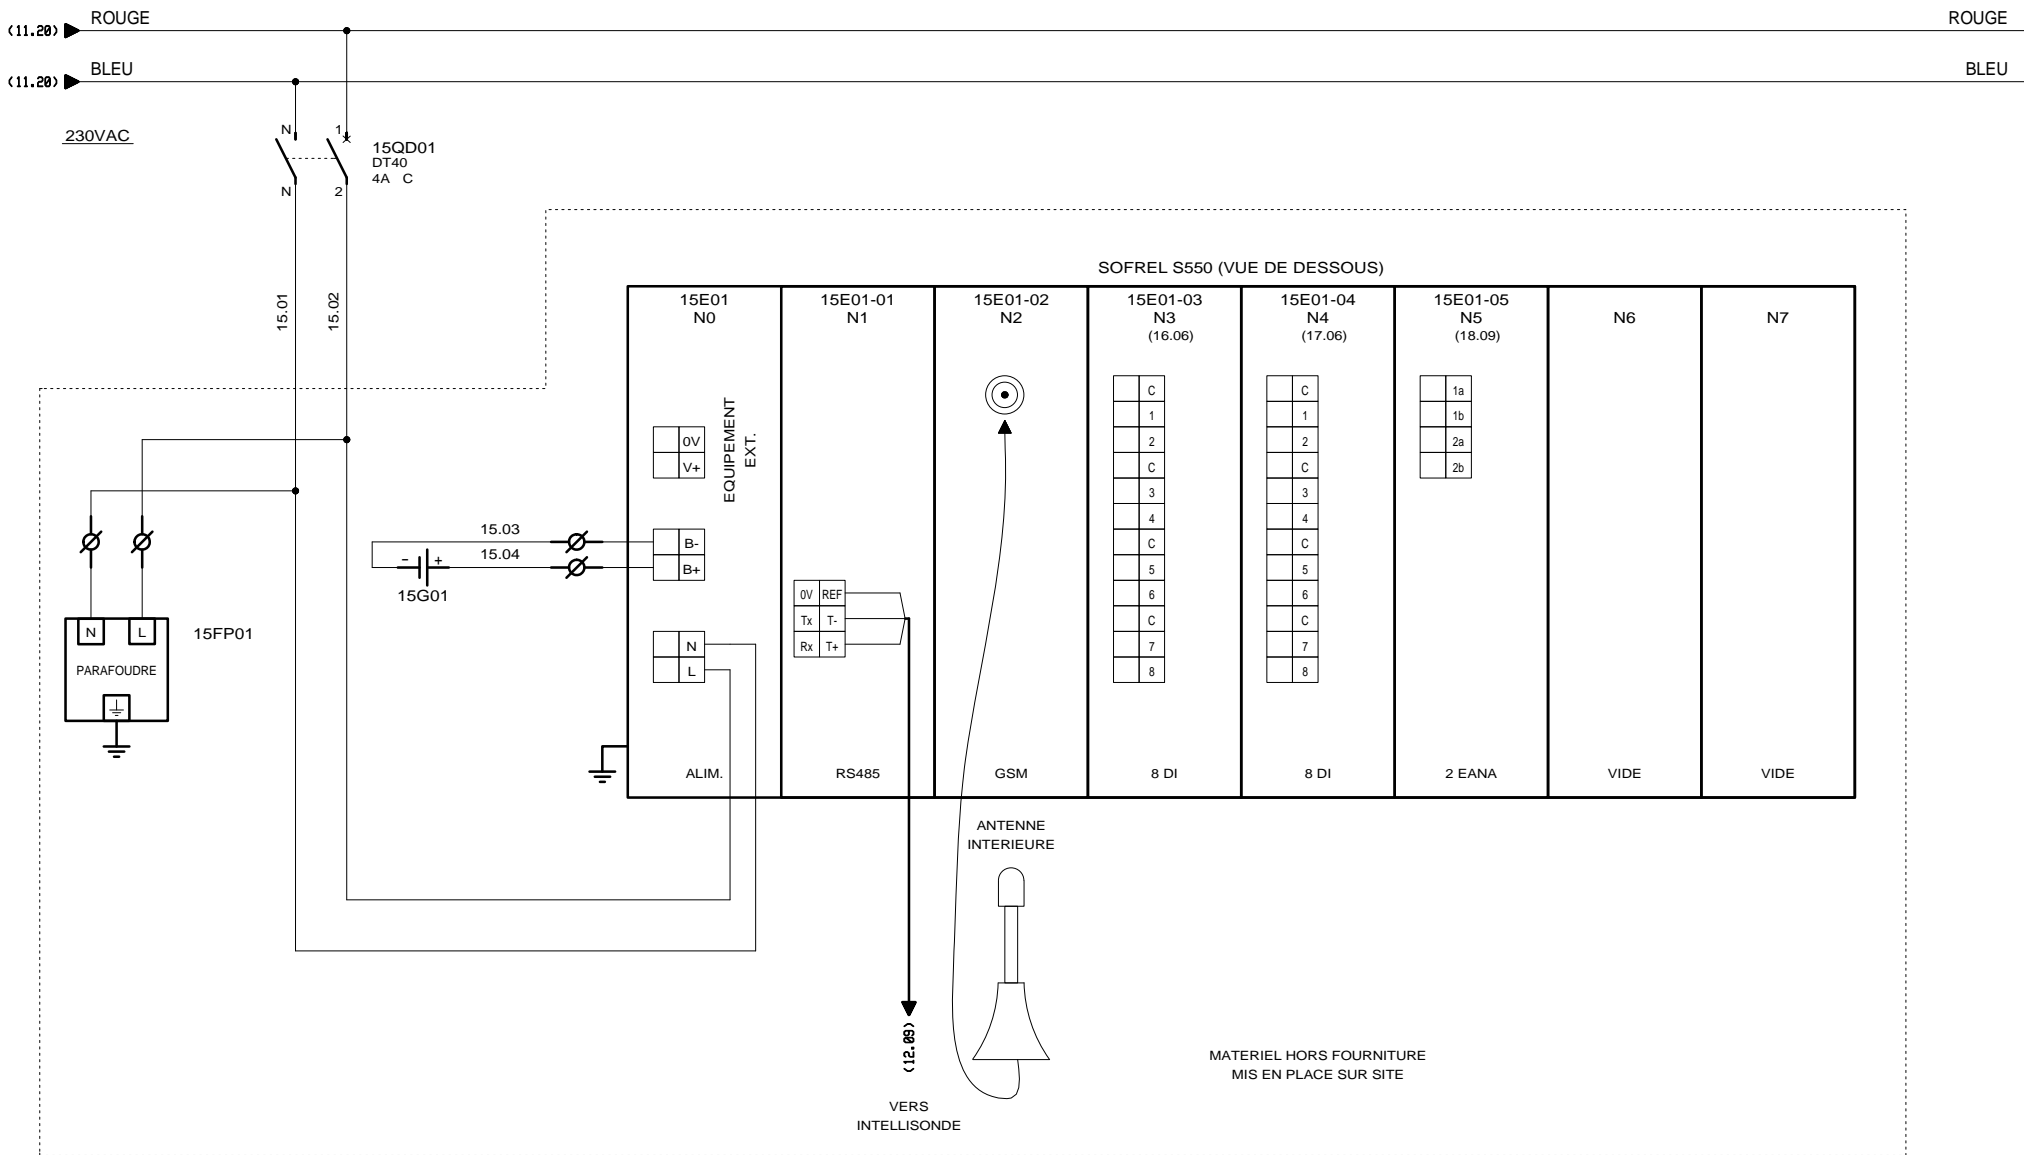 (11.20) ROUGE ROUGE
(11.20) BLEU BLEU
230VAC
N 1
15QD01
DT40
4A C
N 2
15.01
15.02
SOFREL S550 (VUE DE DESSOUS)
15E01
N0
0V
V+
EQUIPEMENT
EXT.
B-
B+
N
L
ALIM.
15E01-01
N1
0V REF
Tx T-
Rx T+
RS485
15E01-02
N2
GSM
15E01-03
N3
(16.06)
C
1
2
C
3
4
C
5
6
C
7
8
8 DI
15E01-04
N4
(17.06)
C
1
2
C
3
4
C
5
6
C
7
8
8 DI
15E01-05
N5
(18.09)
1a
1b
2a
2b
2 EANA
N6
VIDE
N7
VIDE
15.03
15.04
- +
15G01
N L
15FP01
PARAFOUDRE
ANTENNE
INTERIEURE
(12.09)
VERS
INTELLISONDE
MATERIEL HORS FOURNITURE
MIS EN PLACE SUR SITE